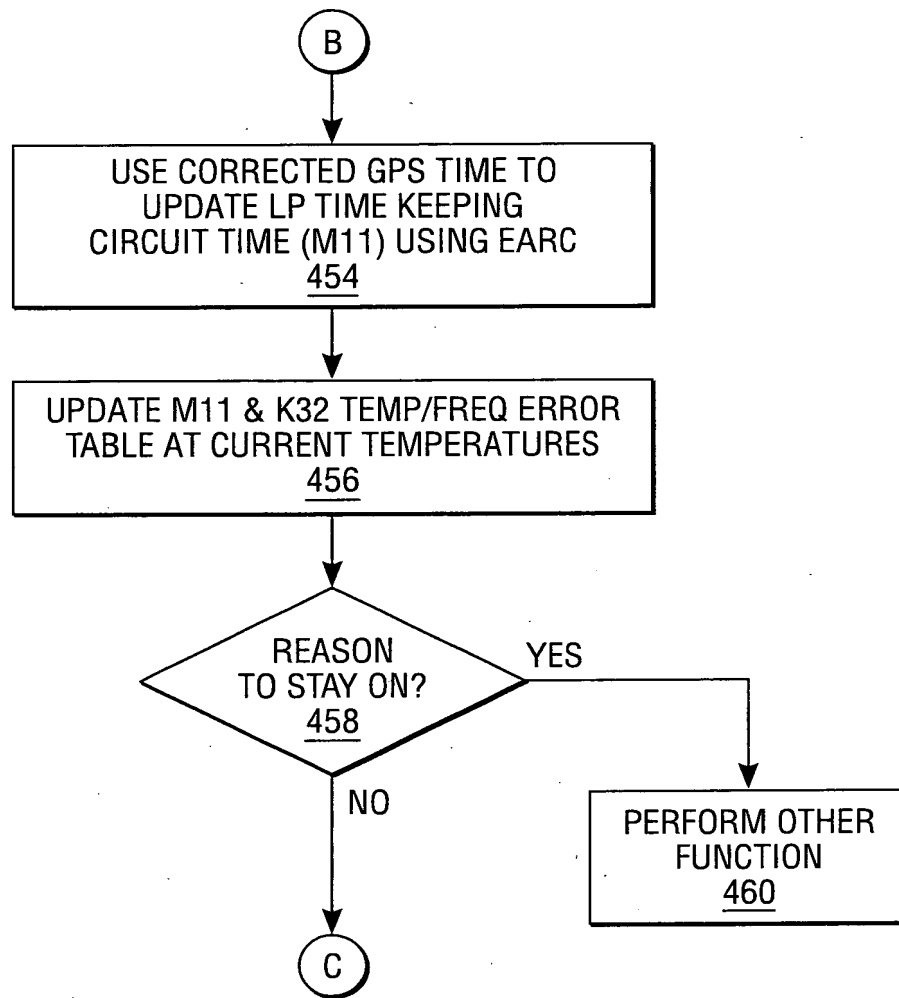 B
USE CORRECTED GPS TIME TO
UPDATE LP TIME KEEPING
CIRCUIT TIME (M11) USING EARC
454
UPDATE M11 & K32 TEMP/FREQ ERROR
TABLE AT CURRENT TEMPERATURES
456
REASON
TO STAY ON?
458
YES
NO
PERFORM OTHER
FUNCTION
460
C